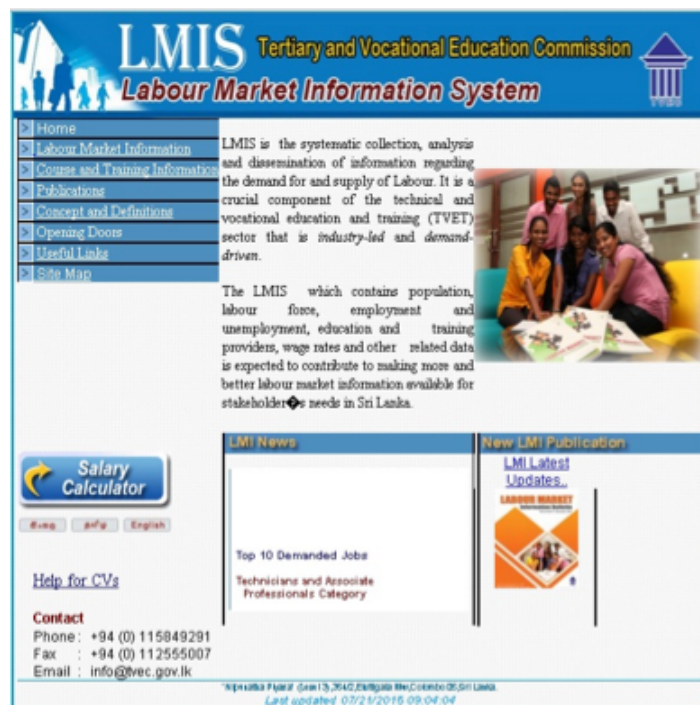 LMIS Tertiary and Vocational Education Commission
Labour Market Information System
TVEC
> Home
> Labour Market Information
> Course and Training Information
> Publications
> Concept and Definitions
> Opening Doors
> Useful Links
> Site Map
LMIS is the systematic collection, analysis
and dissemination of information regarding
the demand for and supply of Labour. It is a
crucial component of the technical and
vocational education and training (TVET)
sector that is industry-led and demand-
driven.
The LMIS which contains population,
labour force, employment and
unemployment, education and training
providers, wage rates and other related data
is expected to contribute to making more and
better labour market information available for
stakeholder�s needs in Sri Lanka.
Salary
Calculator
English
Help for CVs
Contact
Phone : +94 (0) 115849291
Fax : +94 (0) 112555007
Email : info@tvec.gov.lk
LMI News
Top 10 Demanded Jobs
Technicians and Associate
Professionals Category
New LMI Publication
LMI Latest
Updates..
LABOUR MARKET
Information Bulletin
Last updated 07/21/2015 09:04:04